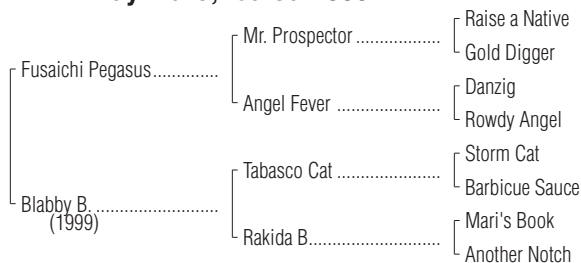 Raise a Native
Mr. Prospector ...................
Gold Digger
Fusaichi Pegasus.............
Danzig
Angel Fever .......................
Rowdy Angel
Storm Cat
Tabasco Cat .......................
Barbicue Sauce
Blabby B. ........................
(1999)
Mari's Book
Rakida B.............................
Another Notch